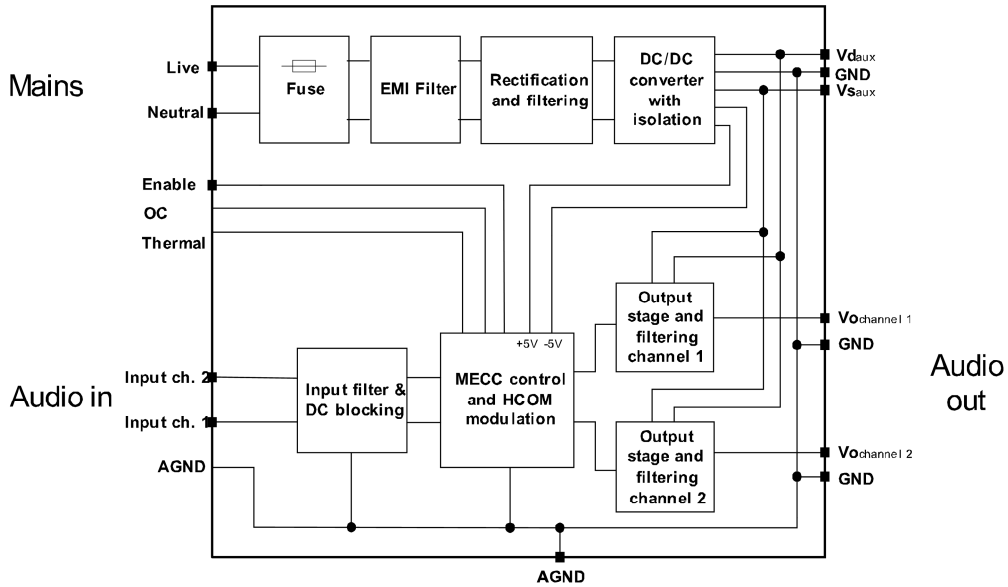 Mains
Live
Neutral
Fuse
EMI Filter
Rectification
and filtering
DC/DC
converter
with
isolation
Vdaux
GND
Vsaux
Enable
OC
Thermal
+5V -5V
MECC control
and HCOM
modulation
Output
stage and
filtering
channel 1
Vochannel 1
GND
Audio in
Input ch. 2
Input ch. 1
AGND
Input filter &
DC blocking
Output
stage and
filtering
channel 2
Vochannel 2
GND
Audio
out
AGND